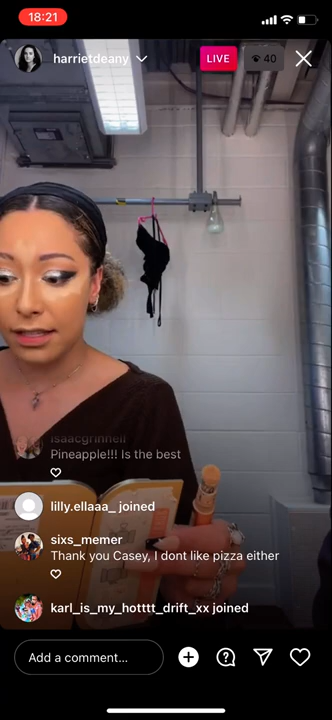 18:21
harrietdeany
LIVE
40
isaacgrinnell
Pineapple!!! Is the best
lilly.ellaaa_ joined
sixs_memer
Thank you Casey, I dont like pizza either
karl_is_my_hotttt_drift_xx joined
Add a comment...